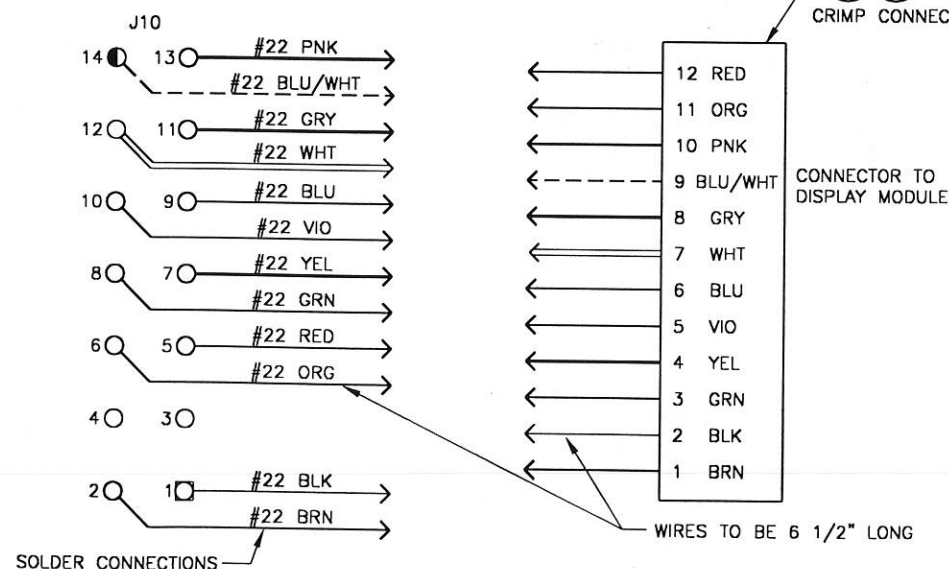 CRIMP CONNEC
J10
14 13 #22 PNK
#22 BLU/WHT
12 11 #22 GRY
#22 WHT
10 9 #22 BLU
#22 VIO
8 7 #22 YEL
#22 GRN
6 5 #22 RED
#22 ORG
4 3
2 1 #22 BLK
#22 BRN
SOLDER CONNECTIONS
12 RED
11 ORG
10 PNK
9 BLU/WHT
8 GRY
7 WHT
6 BLU
5 VIO
4 YEL
3 GRN
2 BLK
1 BRN
CONNECTOR TO
DISPLAY MODULE
WIRES TO BE 6 1/2" LONG